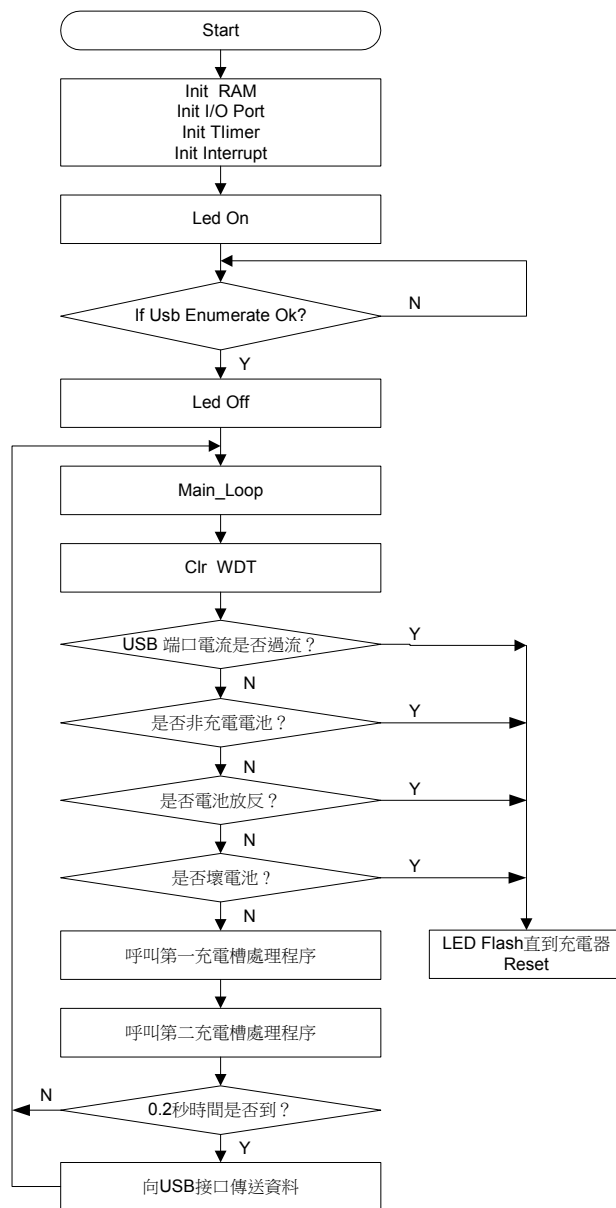 Start
Init RAM
Init I/O Port
Init TIimer
Init Interrupt
Led On
If Usb Enumerate Ok?
N
Y
Led Off
Main_Loop
Clr WDT
USB 端口電流是否過流？
Y
N
是否非充電電池？
Y
N
是否電池放反？
Y
N
是否壞電池？
Y
N
LED Flash直到充電器
Reset
呼叫第一充電槽處理程序
呼叫第二充電槽處理程序
0.2秒時間是否到？
N
Y
向USB接口傳送資料